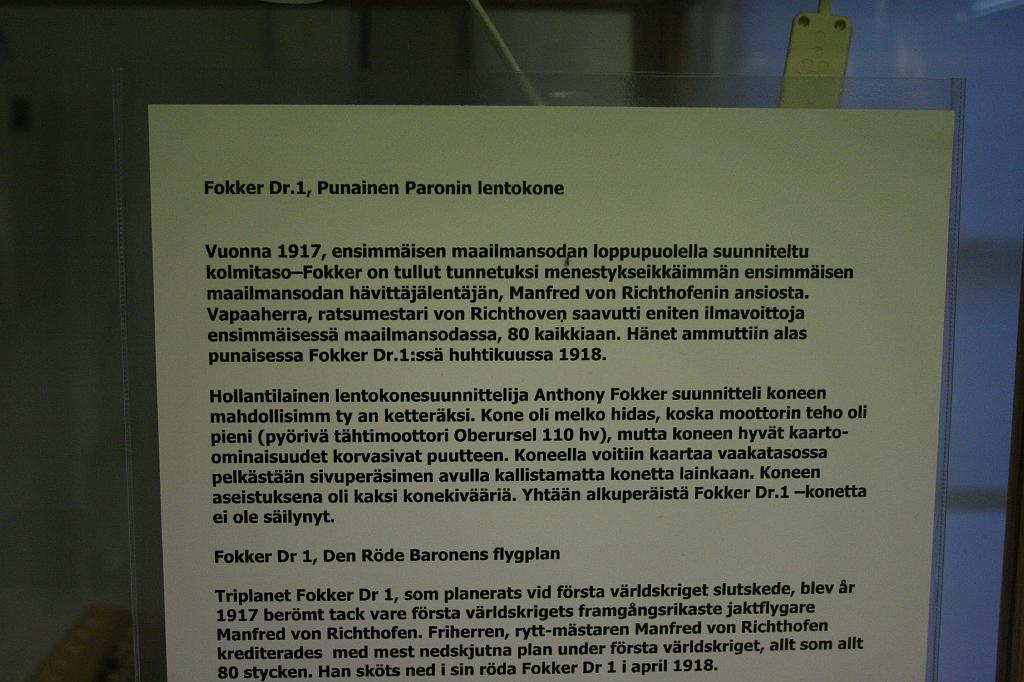 Fokker Dr.1, Punainen Paronin lentokone
Vuonna 1917, ensimmäisen maailmansodan loppupuolella suunniteltu
kolmitaso–Fokker on tullut tunnetuksi menestykseikkäimmän ensimmäisen
maailmansodan hävittäjälentäjän, Manfred von Richthofenin ansiosta.
Vapaaherra, ratsumestari von Richthoven saavutti eniten ilmavoittoja
ensimmäisessä maailmansodassa, 80 kaikkiaan. Hänet ammuttiin alas
punaisessa Fokker Dr.1:ssä huhtikuussa 1918.
Hollantilainen lentokonesuunnittelija Anthony Fokker suunnitteli koneen
mahdollisimm ty an ketteräksi. Kone oli melko hidas, koska moottorin teho oli
pieni (pyörivä tähtimoottori Oberursel 110 hv), mutta koneen hyvät kaarto-
ominaisuudet korvasivat puutteen. Koneella voitiin kaartaa vaakatasossa
pelkästään sivuperäsimen avulla kallistamatta konetta lainkaan. Koneen
aseistuksena oli kaksi konekivääriä. Yhtään alkuperäistä Fokker Dr.1 –konetta
ei ole säilynyt.
Fokker Dr 1, Den Röde Baronens flygplan
Triplanet Fokker Dr 1, som planerats vid första världskriget slutskede, blev år
1917 berömt tack vare första världskrigets framgångsrikaste jaktflygare
Manfred von Richthofen. Friherren, rytt-mästaren Manfred von Richthofen
krediterades  med mest nedskjutna plan under första världskriget, allt som allt
80 stycken. Han sköts ned i sin röda Fokker Dr 1 i april 1918.